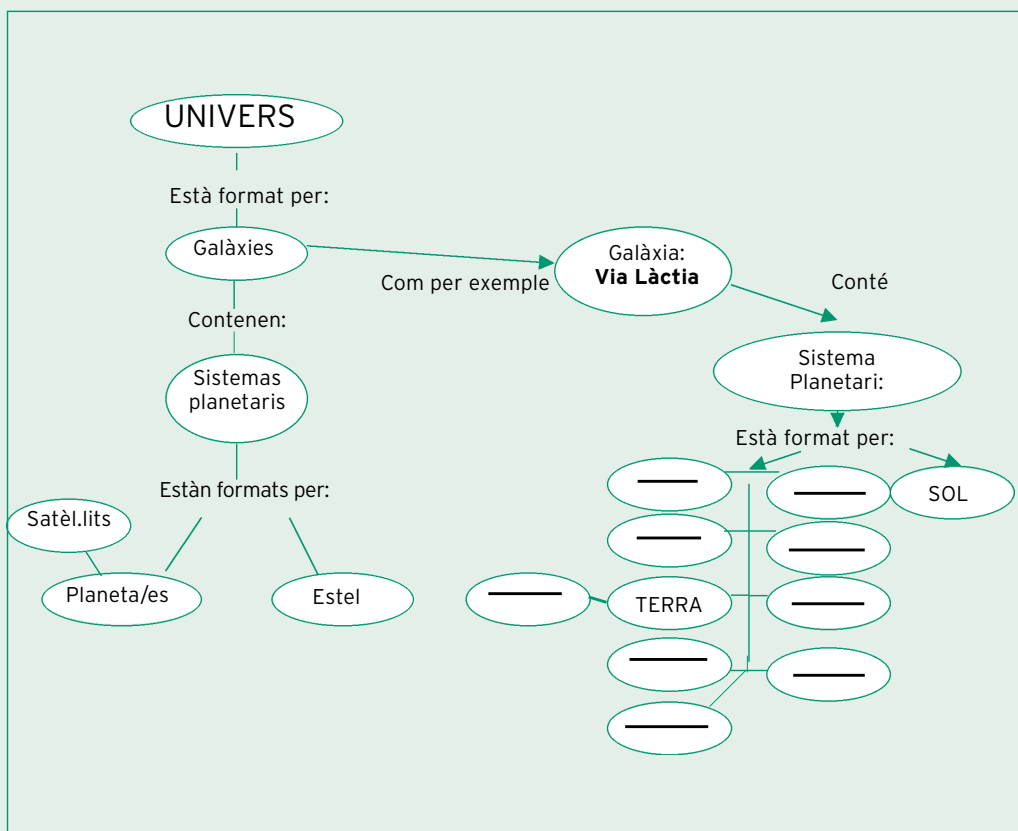 UNIVERS
Està format per:
Galàxies
Com per exemple
Galàxia:
Via Làctia
Conté
Contenen:
Sistemas
planetaris
Sistema
Planetari:
Està format per:
Estàn formats per:
SOL
Satèl.lits
Planeta/es
Estel
TERRA